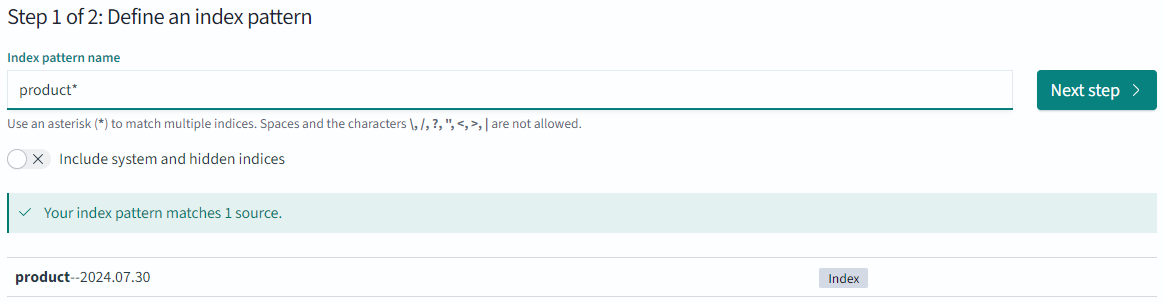 Step 1 of 2: Define an index pattern
Index pattern name
product*
Next step
Use an asterisk (*) to match multiple indices. Spaces and the characters \, /, ?, ", <, >, | are not allowed.
Include system and hidden indices
Your index pattern matches 1 source.
product--2024.07.30 Index